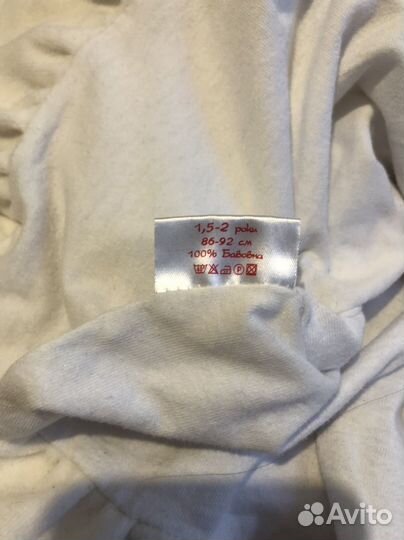 1,5-2 роки
86-92 см
100% Бавовна
Avito